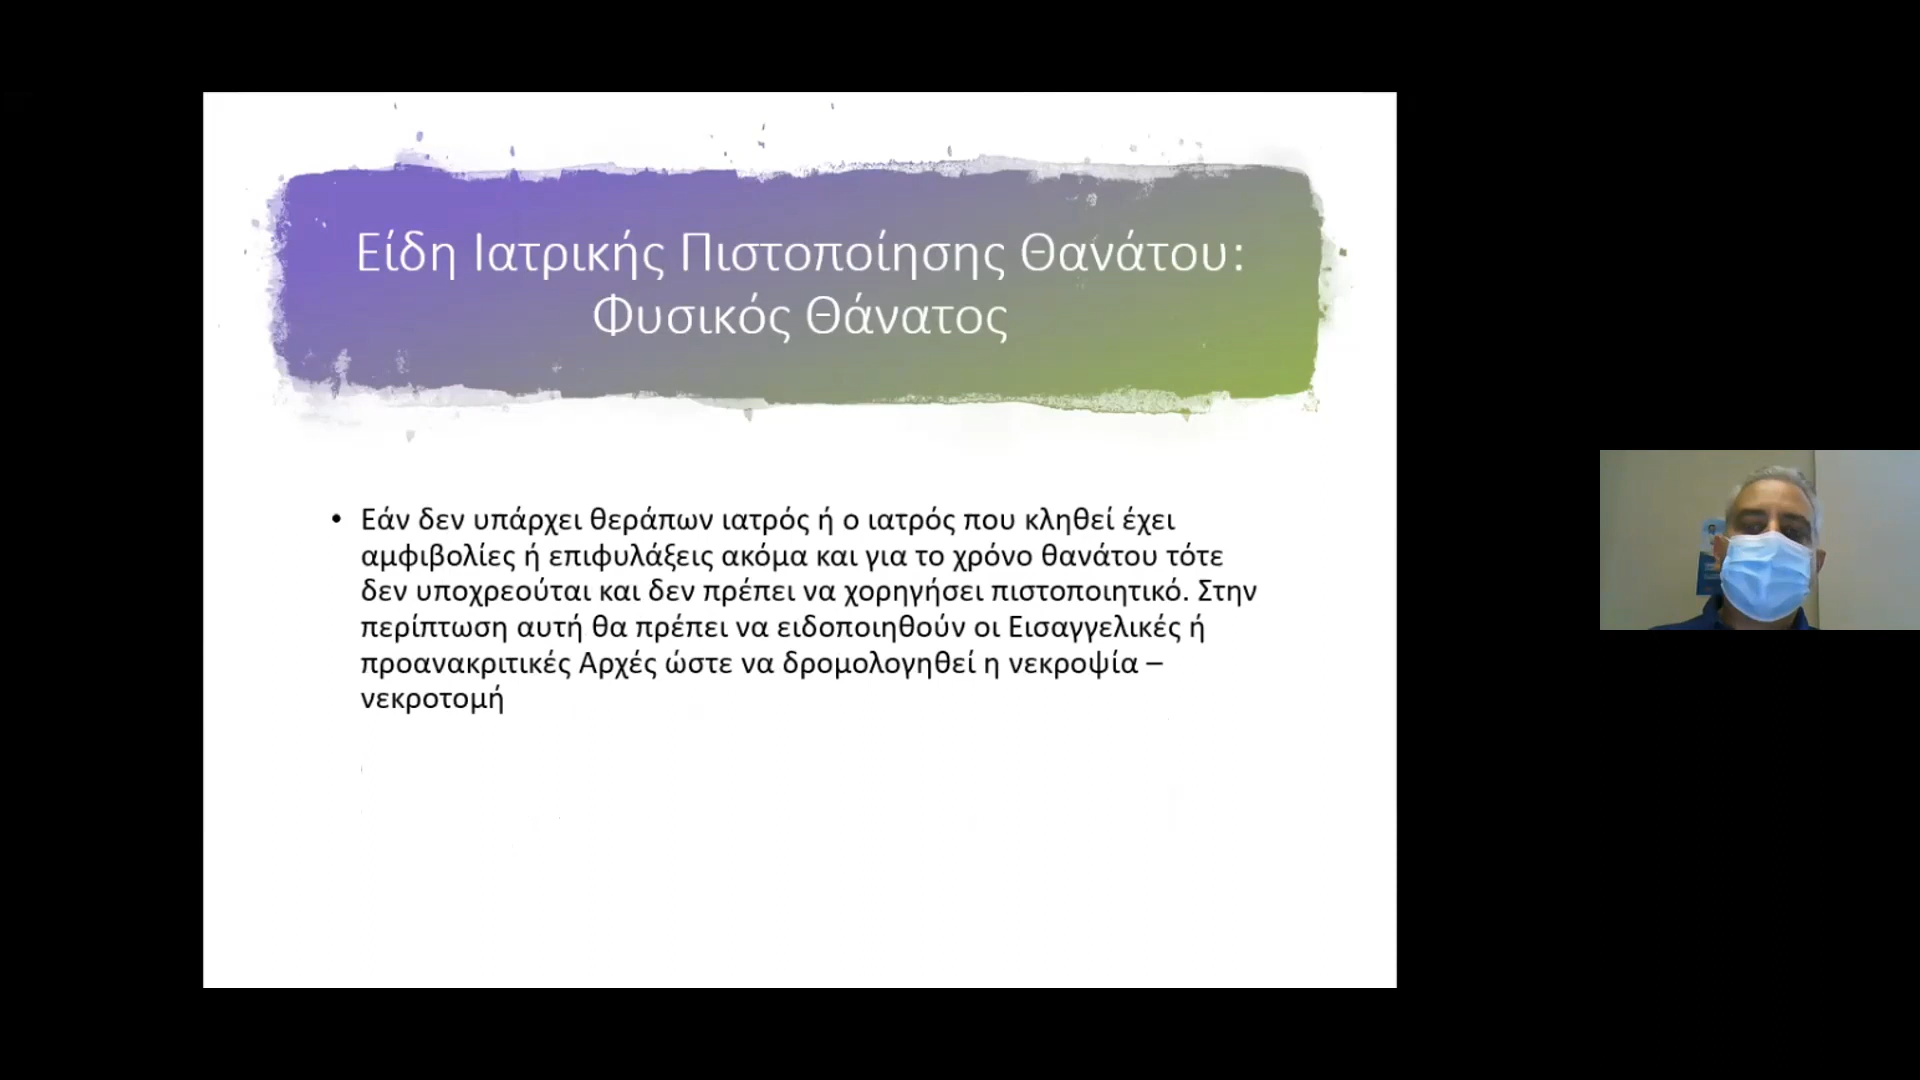 Είδη Ιατρικής Πιστοποίησης Θανάτου:
Φυσικός Θάνατος
• Εάν δεν υπάρχει θεράπων ιατρός ή ο ιατρός που κληθεί έχει
αμφιβολίες ή επιφυλάξεις ακόμα και για το χρόνο θανάτου τότε
δεν υποχρεούται και δεν πρέπει να χορηγήσει πιστοποιητικό. Στην
περίπτωση αυτή θα πρέπει να ειδοποιηθούν οι Εισαγγελικές ή
προανακριτικές Αρχές ώστε να δρομολογηθεί η νεκροψία –
νεκροτομή